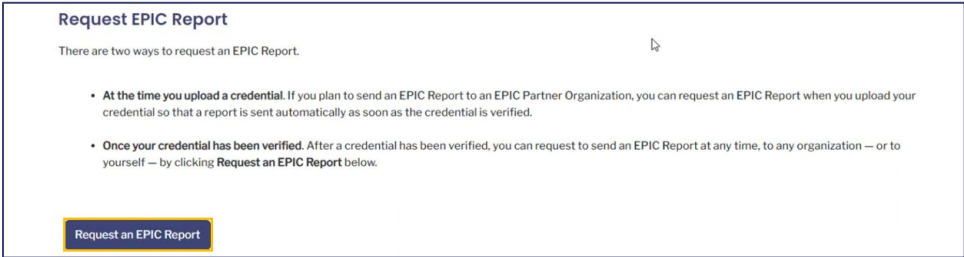 Request EPIC Report
There are two ways to request an EPIC Report.
• At the time you upload a credential. If you plan to send an EPIC Report to an EPIC Partner Organization, you can request an EPIC Report when you upload your
credential so that a report is sent automatically as soon as the credential is verified.
• Once your credential has been verified. After a credential has been verified, you can request to send an EPIC Report at any time, to any organization — or to
yourself — by clicking Request an EPIC Report below.
Request an EPIC Report